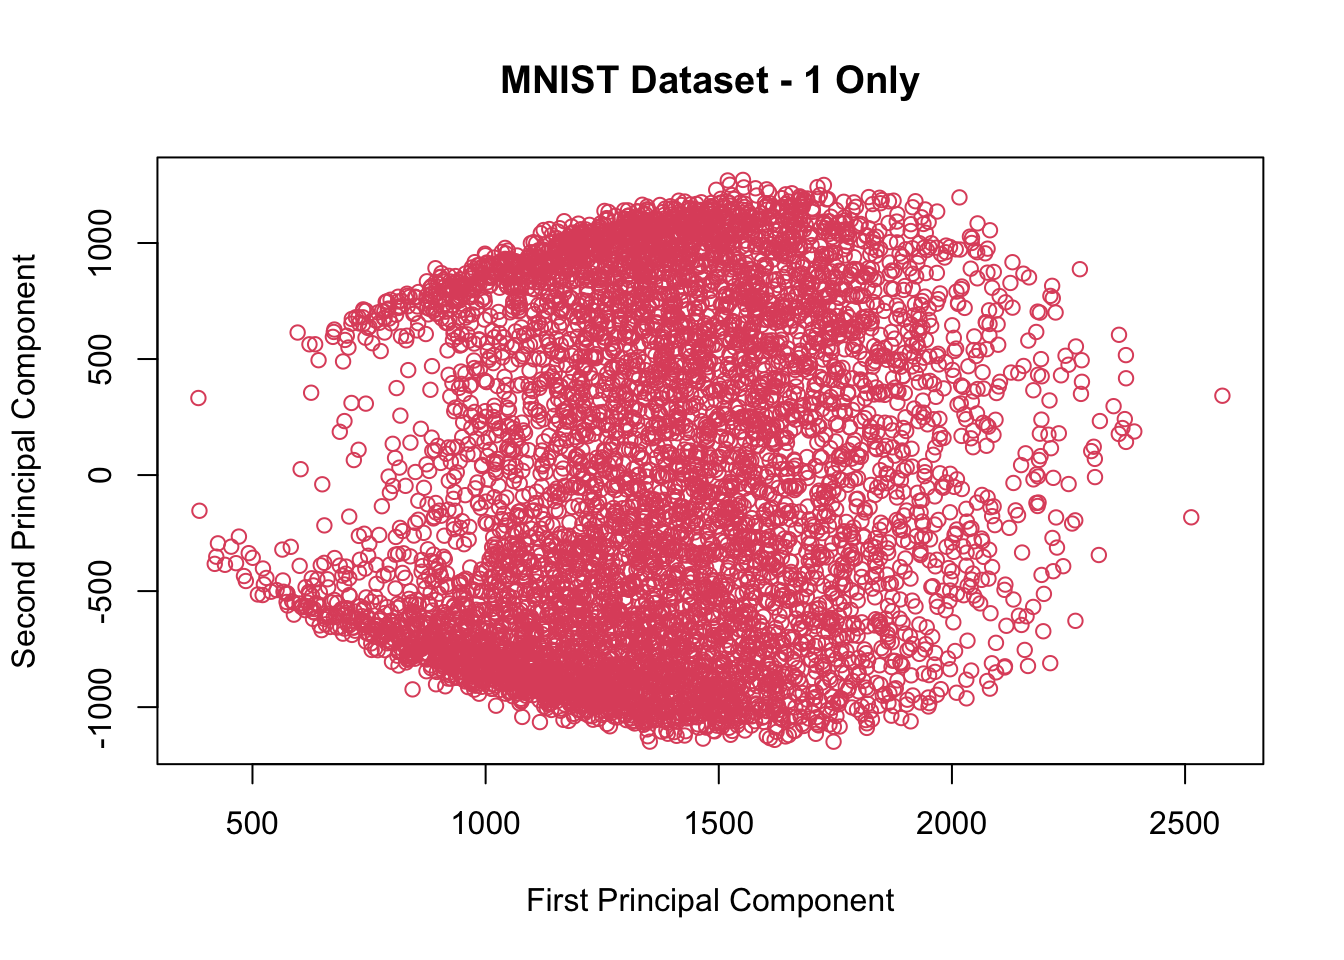 MNIST Dataset - 1 Only
Second Principal Component
1000
500
0
-500
-1000
500 1000 1500 2000 2500
First Principal Component